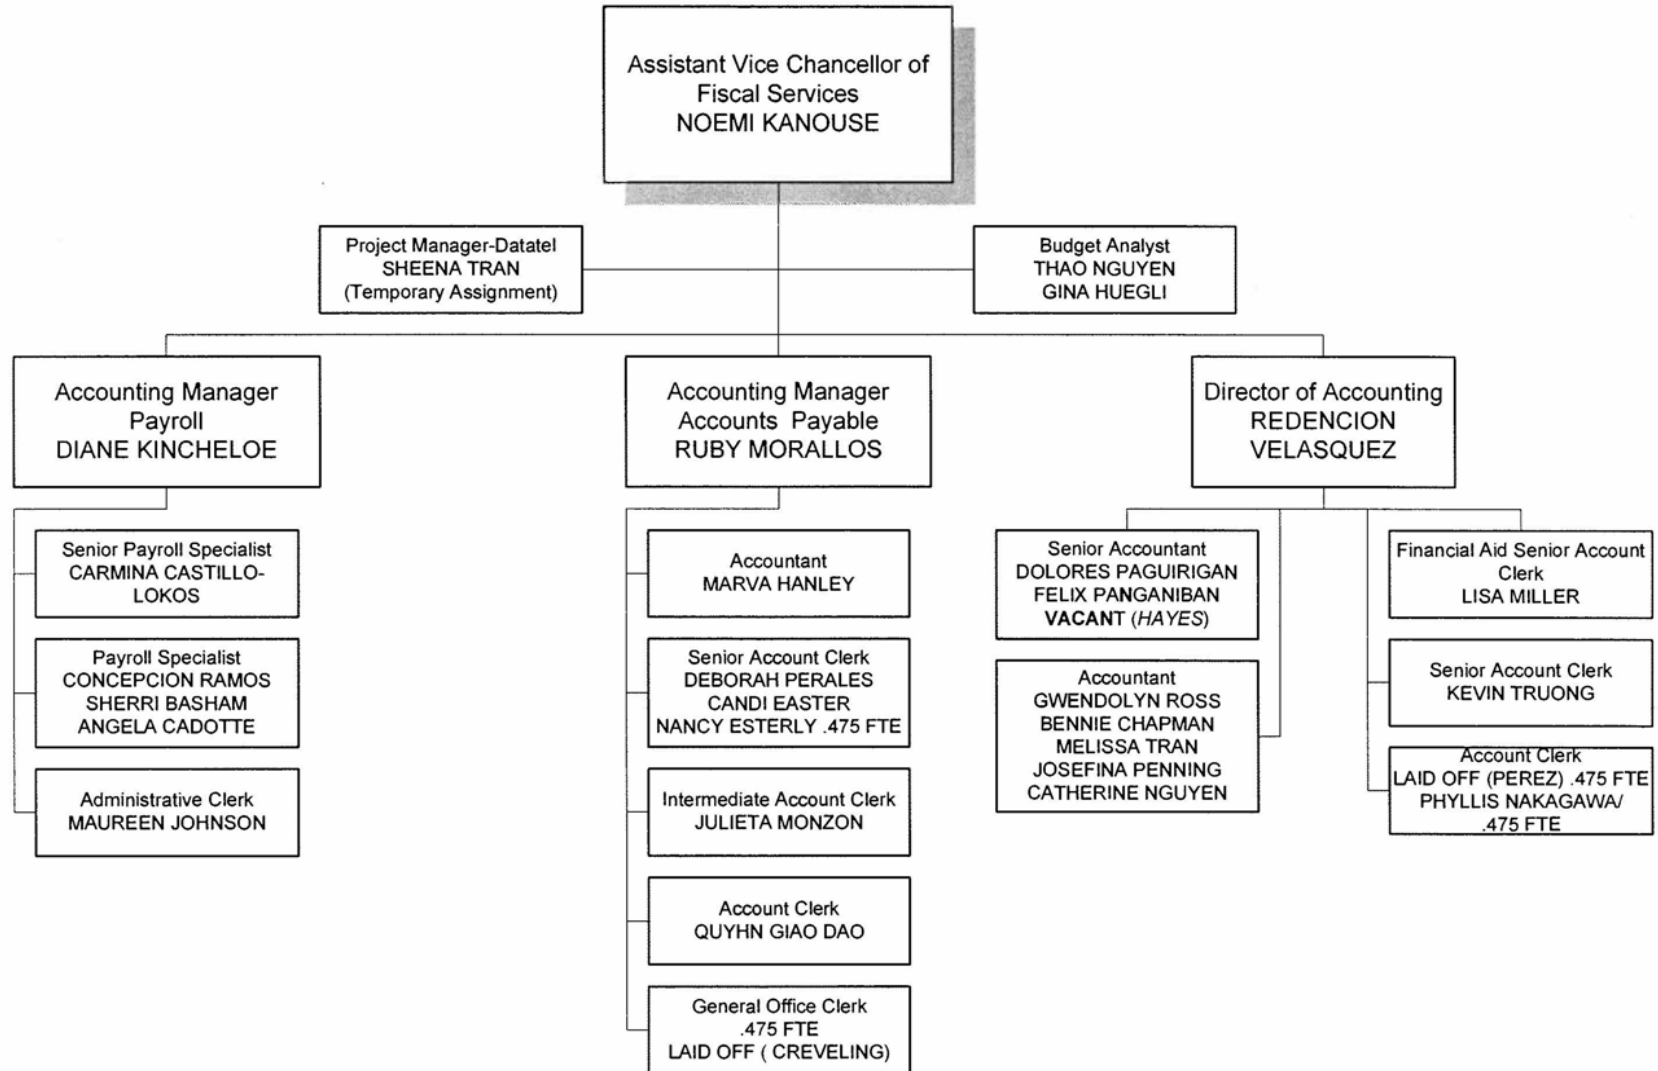 Assistant Vice Chancellor of
Fiscal Services
NOEMI KANOUSE
Project Manager-Datatel
SHEENA TRAN
(Temporary Assignment)
Budget Analyst
THAO NGUYEN
GINA HUEGLI
Accounting Manager
Payroll
DIANE KINCHELOE
Accounting Manager
Accounts Payable
RUBY MORALLOS
Director of Accounting
REDENCION
VELASQUEZ
Senior Payroll Specialist
CARMINA CASTILLO-
LOKOS
Payroll Specialist
CONCEPCION RAMOS
SHERRI BASHAM
ANGELA CADOTTE
Administrative Clerk
MAUREEN JOHNSON
Accountant
MARVA HANLEY
Senior Account Clerk
DEBORAH PERALES
CANDI EASTER
NANCY ESTERLY .475 FTE
Intermediate Account Clerk
JULIETA MONZON
Account Clerk
QUYHN GIAO DAO
General Office Clerk
.475 FTE
LAID OFF ( CREVELING)
Senior Accountant
DOLORES PAGUIRIGAN
FELIX PANGANIBAN
VACANT (HAYES)
Accountant
GWENDOLYN ROSS
BENNIE CHAPMAN
MELISSA TRAN
JOSEFINA PENNING
CATHERINE NGUYEN
Financial Aid Senior Account
Clerk
LISA MILLER
Senior Account Clerk
KEVIN TRUONG
Account Clerk
LAID OFF (PEREZ) .475 FTE
PHYLLIS NAKAGAWA/
.475 FTE